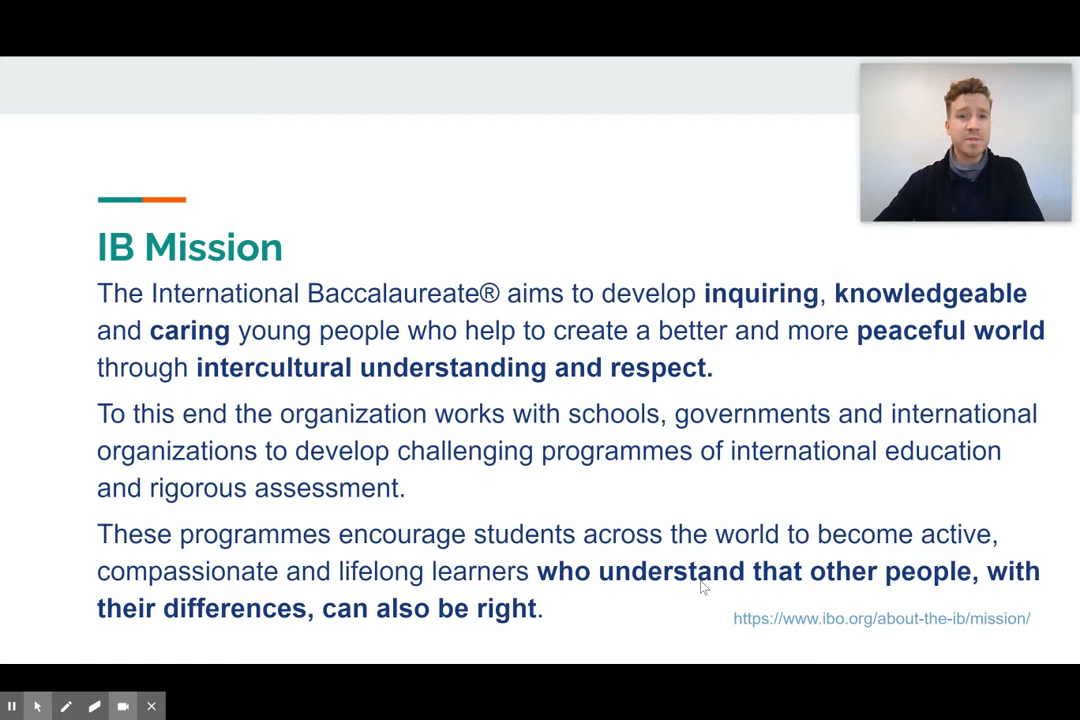 IB Mission
The International Baccalaureate® aims to develop inquiring, knowledgeable
and caring young people who help to create a better and more peaceful world
through intercultural understanding and respect.
To this end the organization works with schools, governments and international
organizations to develop challenging programmes of international education
and rigorous assessment.
These programmes encourage students across the world to become active,
compassionate and lifelong learners who understand that other people, with
their differences, can also be right.
https://www.ibo.org/about-the-ib/mission/